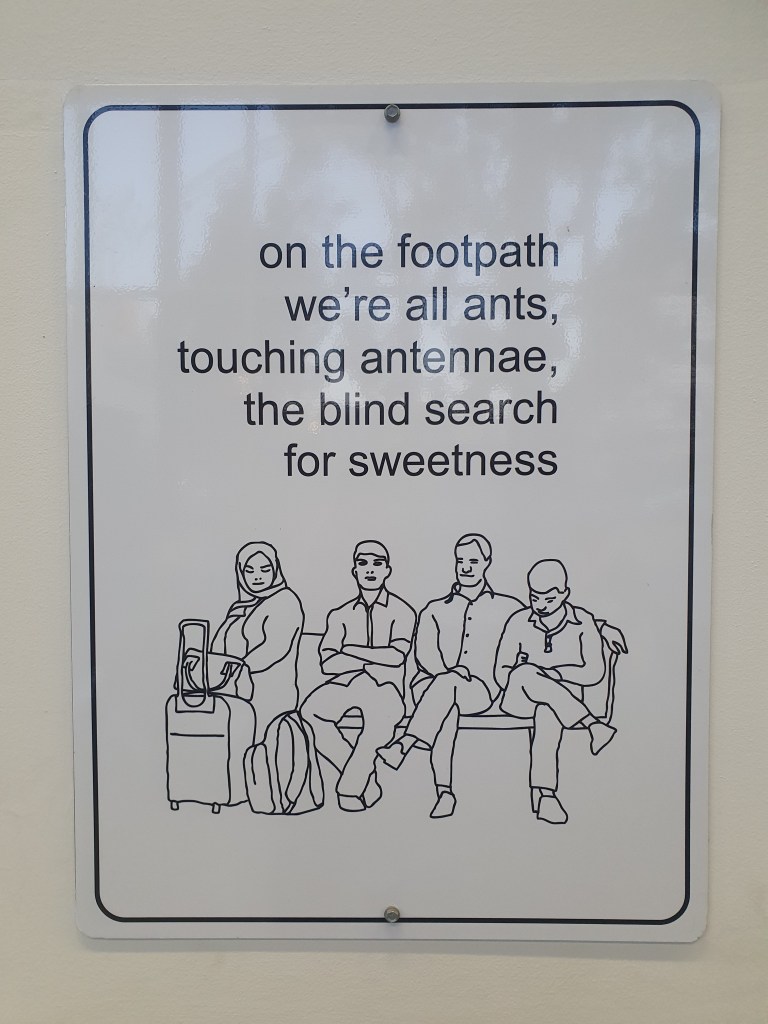 on the footpath
we’re all ants,
touching antennae,
the blind search
for sweetness